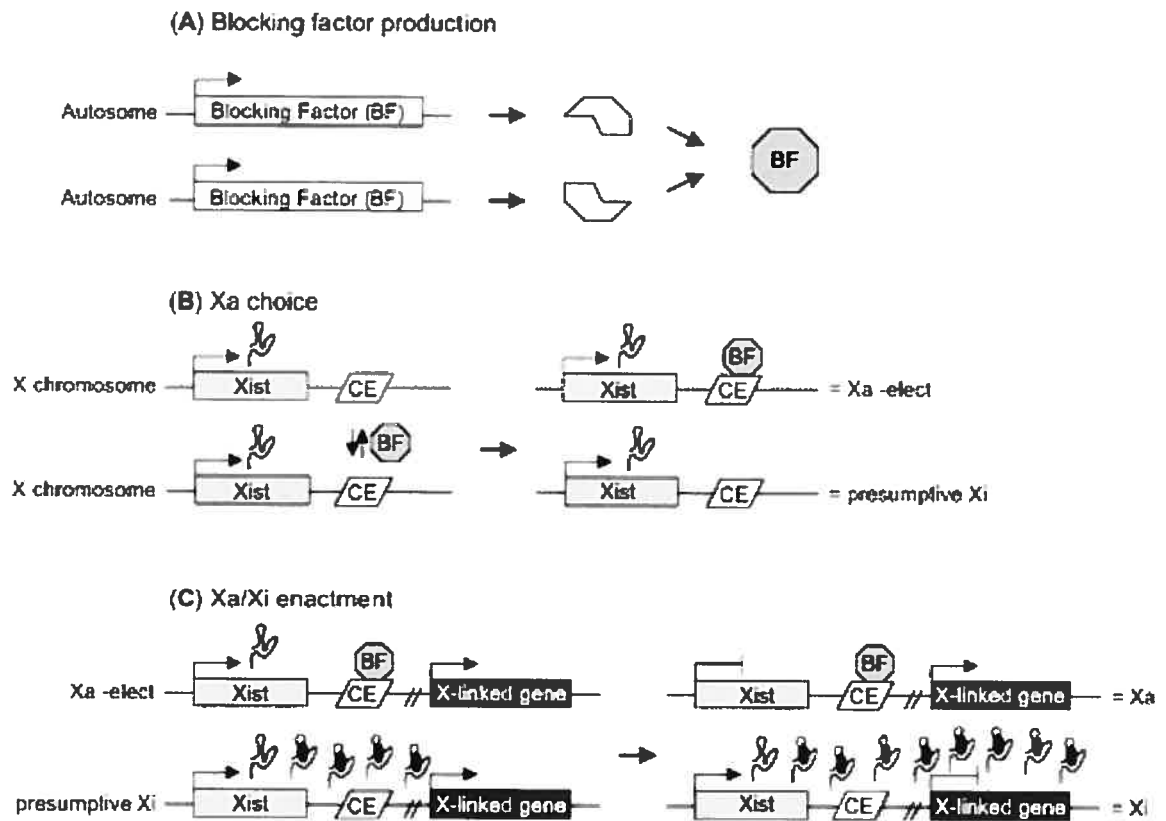 (A) Blocking factor production
Autosome Blocking Factor (BF)
BF
Autosome Blocking Factor (BF)
(B) Xa choice
X chromosome Xist CE Xist BF CE = Xa -elect
BF
X chromosome Xist CE Xist CE = presumptive Xi
(C) Xa/Xi enactment
BF BF
Xa -elect Xist CE // X-linked gene Xist CE // X-linked gene = Xa
presumptive Xi Xist CE // X-linked gene Xist CE // X-linked gene = Xi